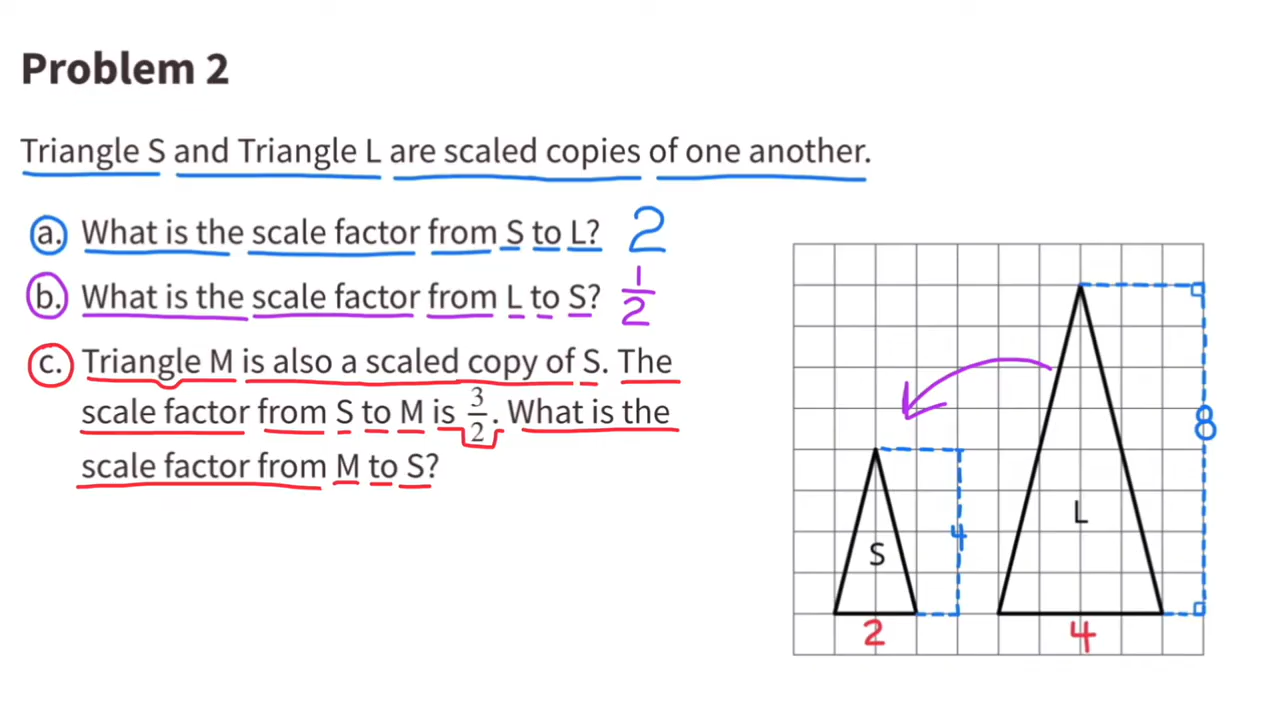 Problem 2
Triangle S and Triangle L are scaled copies of one another.
a. What is the scale factor from S to L? 2
b. What is the scale factor from L to S? 1/2
c. Triangle M is also a scaled copy of S. The
scale factor from S to M is 3/2. What is the
scale factor from M to S?
8
L
4
S
2
4